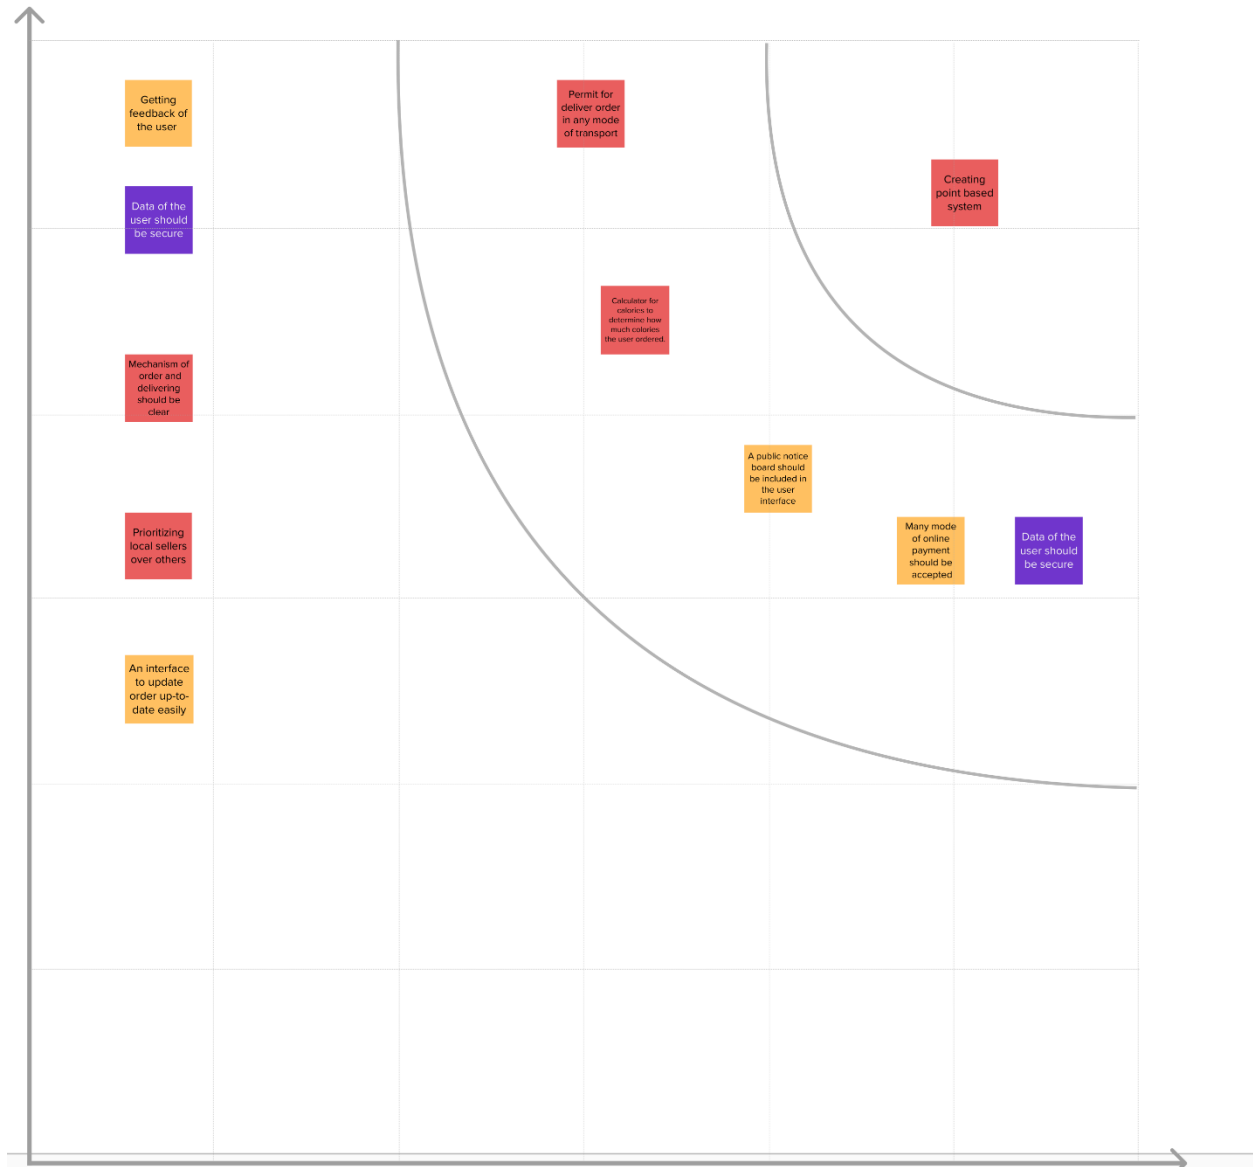 Getting
feedback of
the user
Permit for
deliver order
in any mode
of transport
Creating
point based
system
Data of the
user should
be secure
Calculator for
calories to
determine how
much calories
the user ordered.
Mechanism of
order and
delivering
should be
clear
A public notice
board should
be included in
the user
interface
Prioritizing
local sellers
over others
Many mode
of online
payment
should be
accepted
Data of the
user should
be secure
An interface
to update
order up-to-
date easily